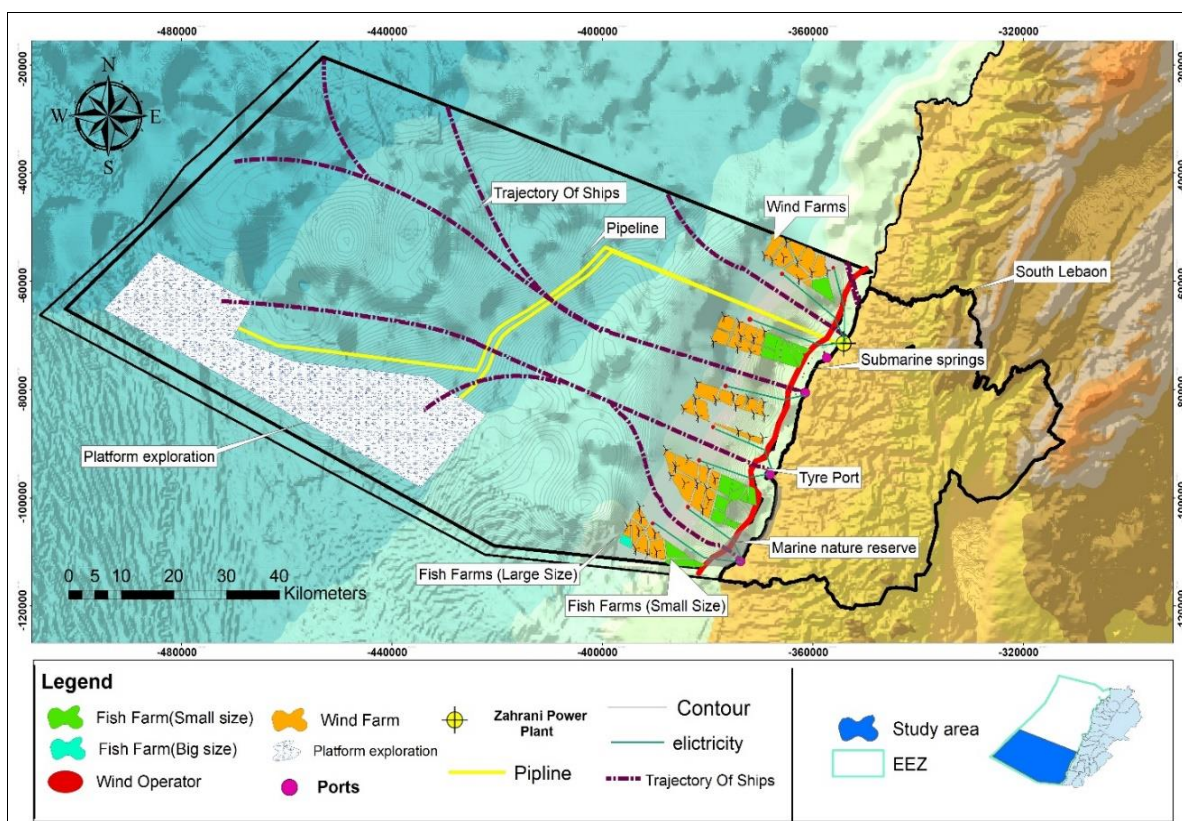 -480000 -440000 -400000 -360000 -320000
-20000
-40000
-60000
-80000
-100000
-120000
N
W E
S
Trajectory Of Ships
Pipeline
Wind Farms
South Lebaon
Submarine springs
Platform exploration
Tyre Port
Marine nature reserve
Fish Farms (Large Size)
Fish Farms (Small Size)
0 5 10 20 30 40
Kilometers
-20000
-40000
-60000
-80000
-100000
-120000
-480000 -440000 -400000 -360000 -320000
Legend
Fish Farm(Small size)
Fish Farm(Big size)
Wind Operator
Wind Farm
Platform exploration
Ports
Zahrani Power
Plant
Pipline
Contour
elictricity
Trajectory Of Ships
Study area
EEZ